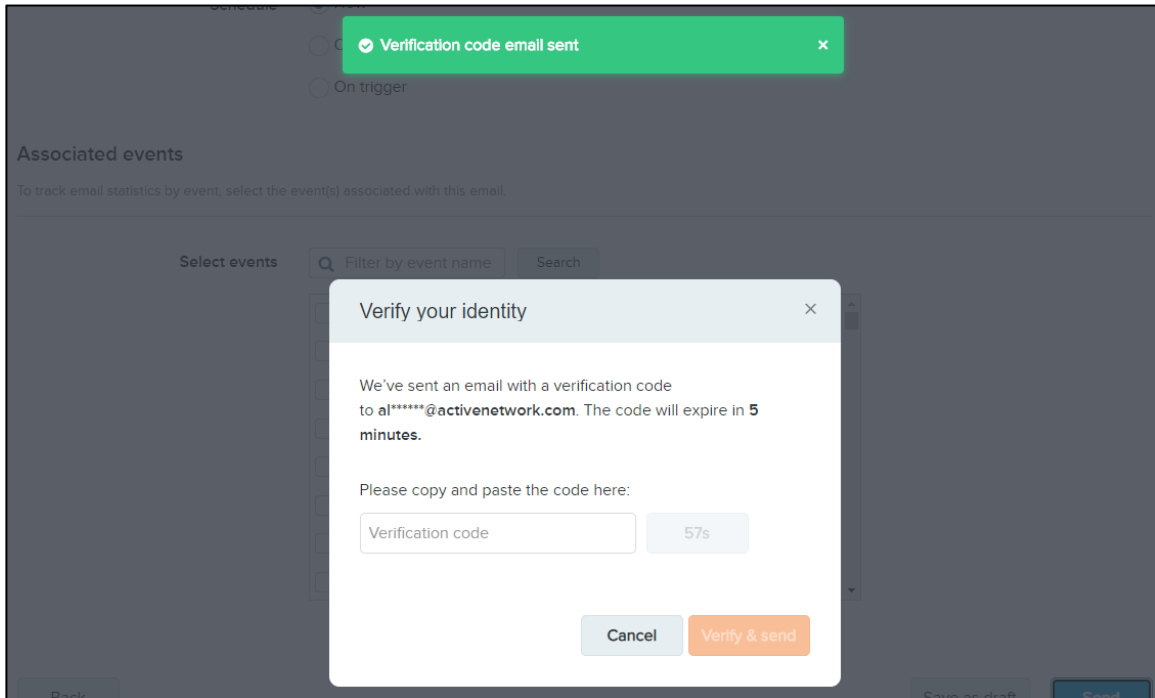 Schedule
Verification code email sent
On trigger
Associated events
To track email statistics by event, select the event(s) associated with this email.
Select events Filter by event name Search
Verify your identity
We've sent an email with a verification code
to al******@activenetwork.com. The code will expire in 5
minutes.
Please copy and paste the code here:
Verification code 57s
Cancel Verify & send
Back Save as draft Send